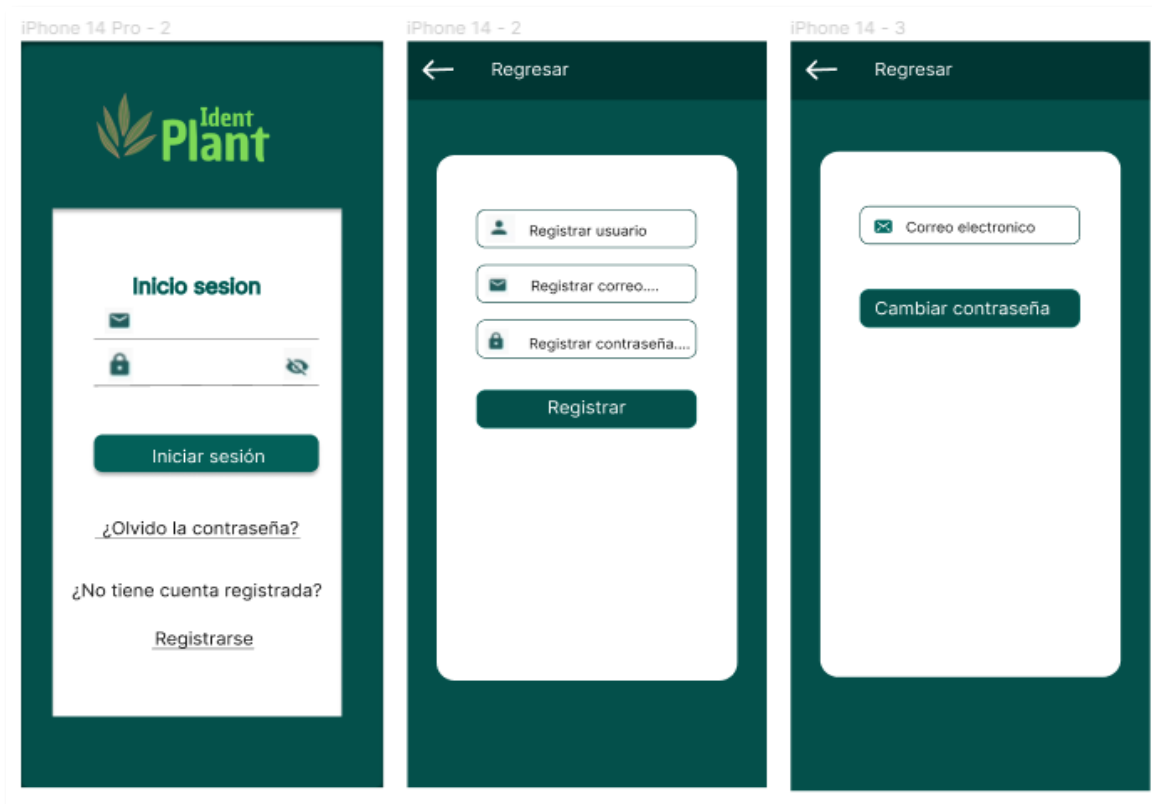 iPhone 14 Pro - 2
Ident
Plant
Inicio sesion
Iniciar sesión
¿Olvido la contraseña?
¿No tiene cuenta registrada?
Registrarse
iPhone 14 - 2
Regresar
Registrar usuario
Registrar correo....
Registrar contraseña....
Registrar
iPhone 14 - 3
Regresar
Correo electronico
Cambiar contraseña